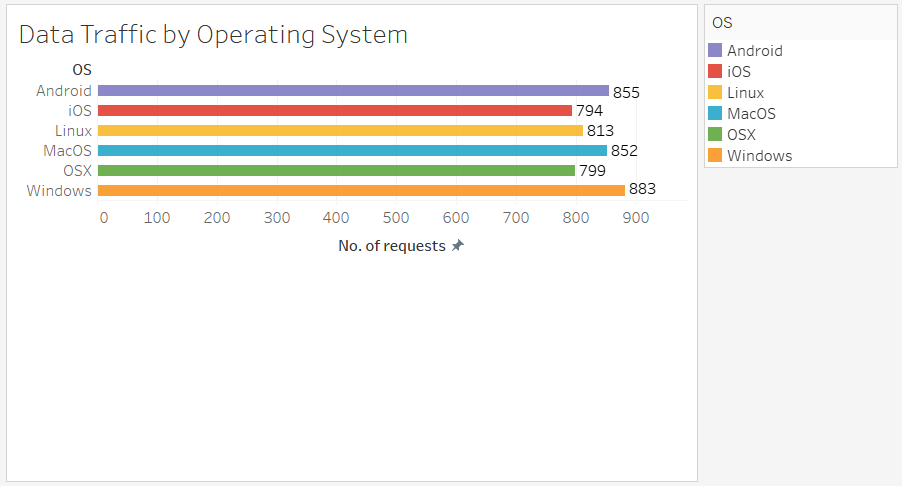 Data Traffic by Operating System
OS
Android 855
iOS 794
Linux 813
MacOS 852
OSX 799
Windows 883
0 100 200 300 400 500 600 700 800 900
No. of requests
OS
Android
iOS
Linux
MacOS
OSX
Windows